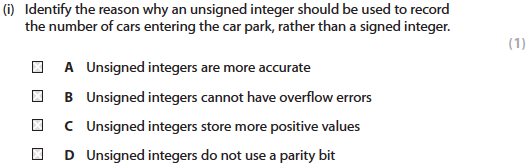 (i) Identify the reason why an unsigned integer should be used to record
the number of cars entering the car park, rather than a signed integer.
(1)
A Unsigned integers are more accurate
B Unsigned integers cannot have overflow errors
C Unsigned integers store more positive values
D Unsigned integers do not use a parity bit